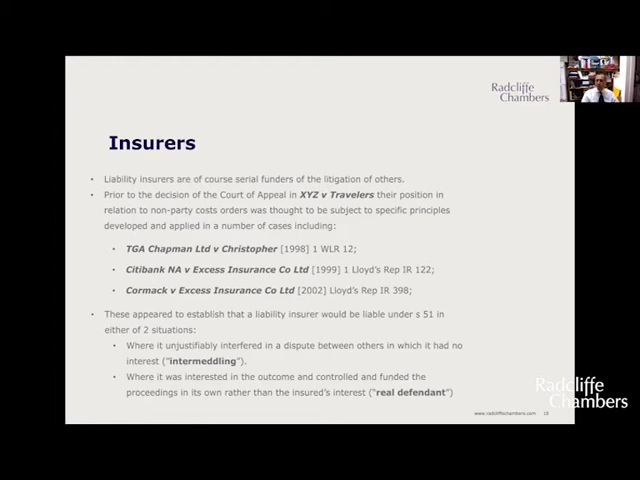 Radcliffe
Chambers
Insurers
• Liability insurers are of course serial funders of the litigation of others.
• Prior to the decision of the Court of Appeal in XYZ v Travelers their position in
relation to non-party costs orders was thought to be subject to specific principles
developed and applied in a number of cases including:
• TGA Chapman Ltd v Christopher [1998] 1 WLR 12;
• Citibank NA v Excess Insurance Co Ltd [1999] 1 Lloyd's Rep IR 122;
• Cormack v Excess Insurance Co Ltd [2002] Lloyd's Rep IR 398;
• These appeared to establish that a liability insurer would be liable under s 51 in
either of 2 situations:
• Where it unjustifiably interfered in a dispute between others in which it had no
interest ("intermeddling").
• Where it was interested in the outcome and controlled and funded the
proceedings in its own rather than the insured's interest ("real defendant")
Radcliffe
Chambers
www.radcliffechambers.com 18